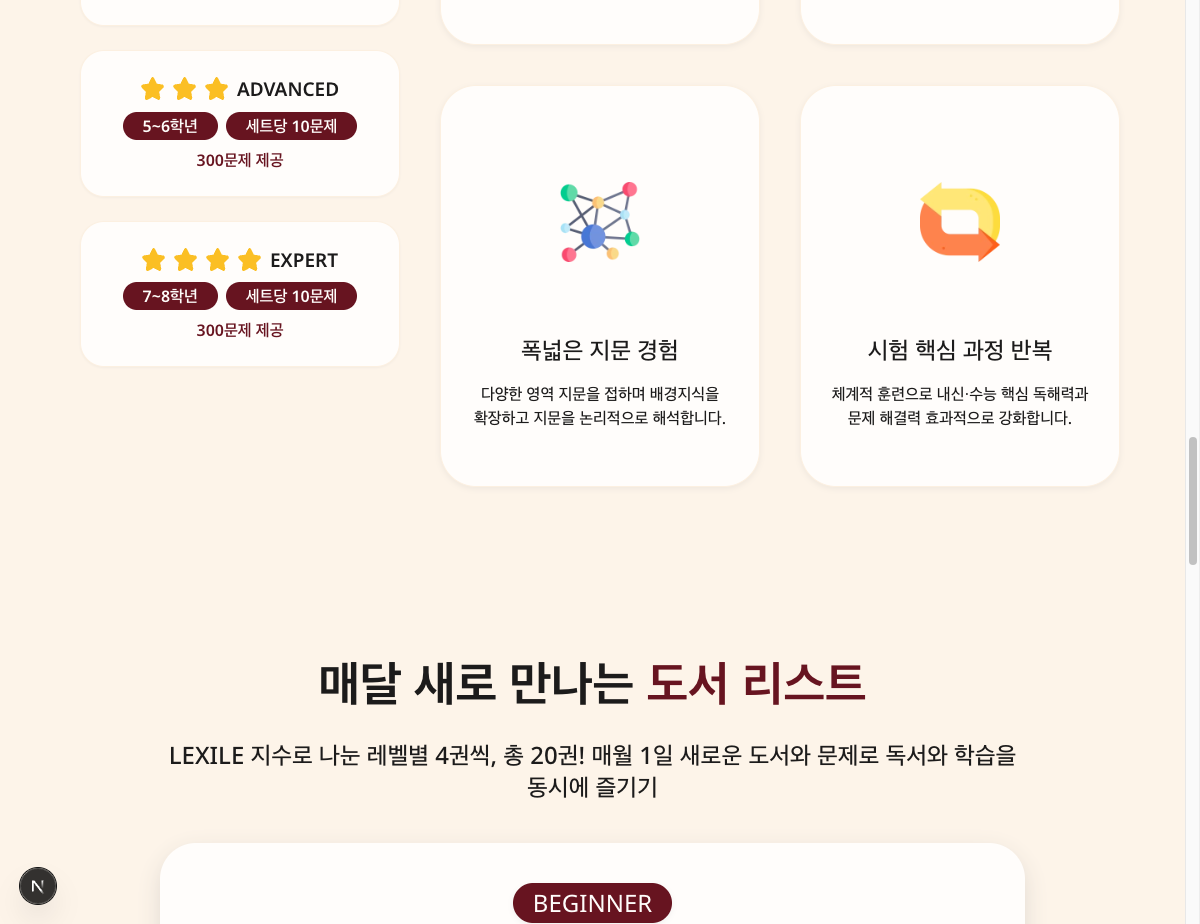 ADVANCED
5~6학년
세트당 10문제
300문제 제공
EXPERT
7~8학년
세트당 10문제
300문제 제공
폭넓은 지문 경험
다양한 영역 지문을 접하며 배경지식을
확장하고 지문을 논리적으로 해석합니다.
시험 핵심 과정 반복
체계적 훈련으로 내신·수능 핵심 독해력과
문제 해결력 효과적으로 강화합니다.
매달 새로 만나는 도서 리스트
LEXILE 지수로 나눈 레벨별 4권씩, 총 20권! 매월 1일 새로운 도서와 문제로 독서와 학습을
동시에 즐기기
BEGINNER
N